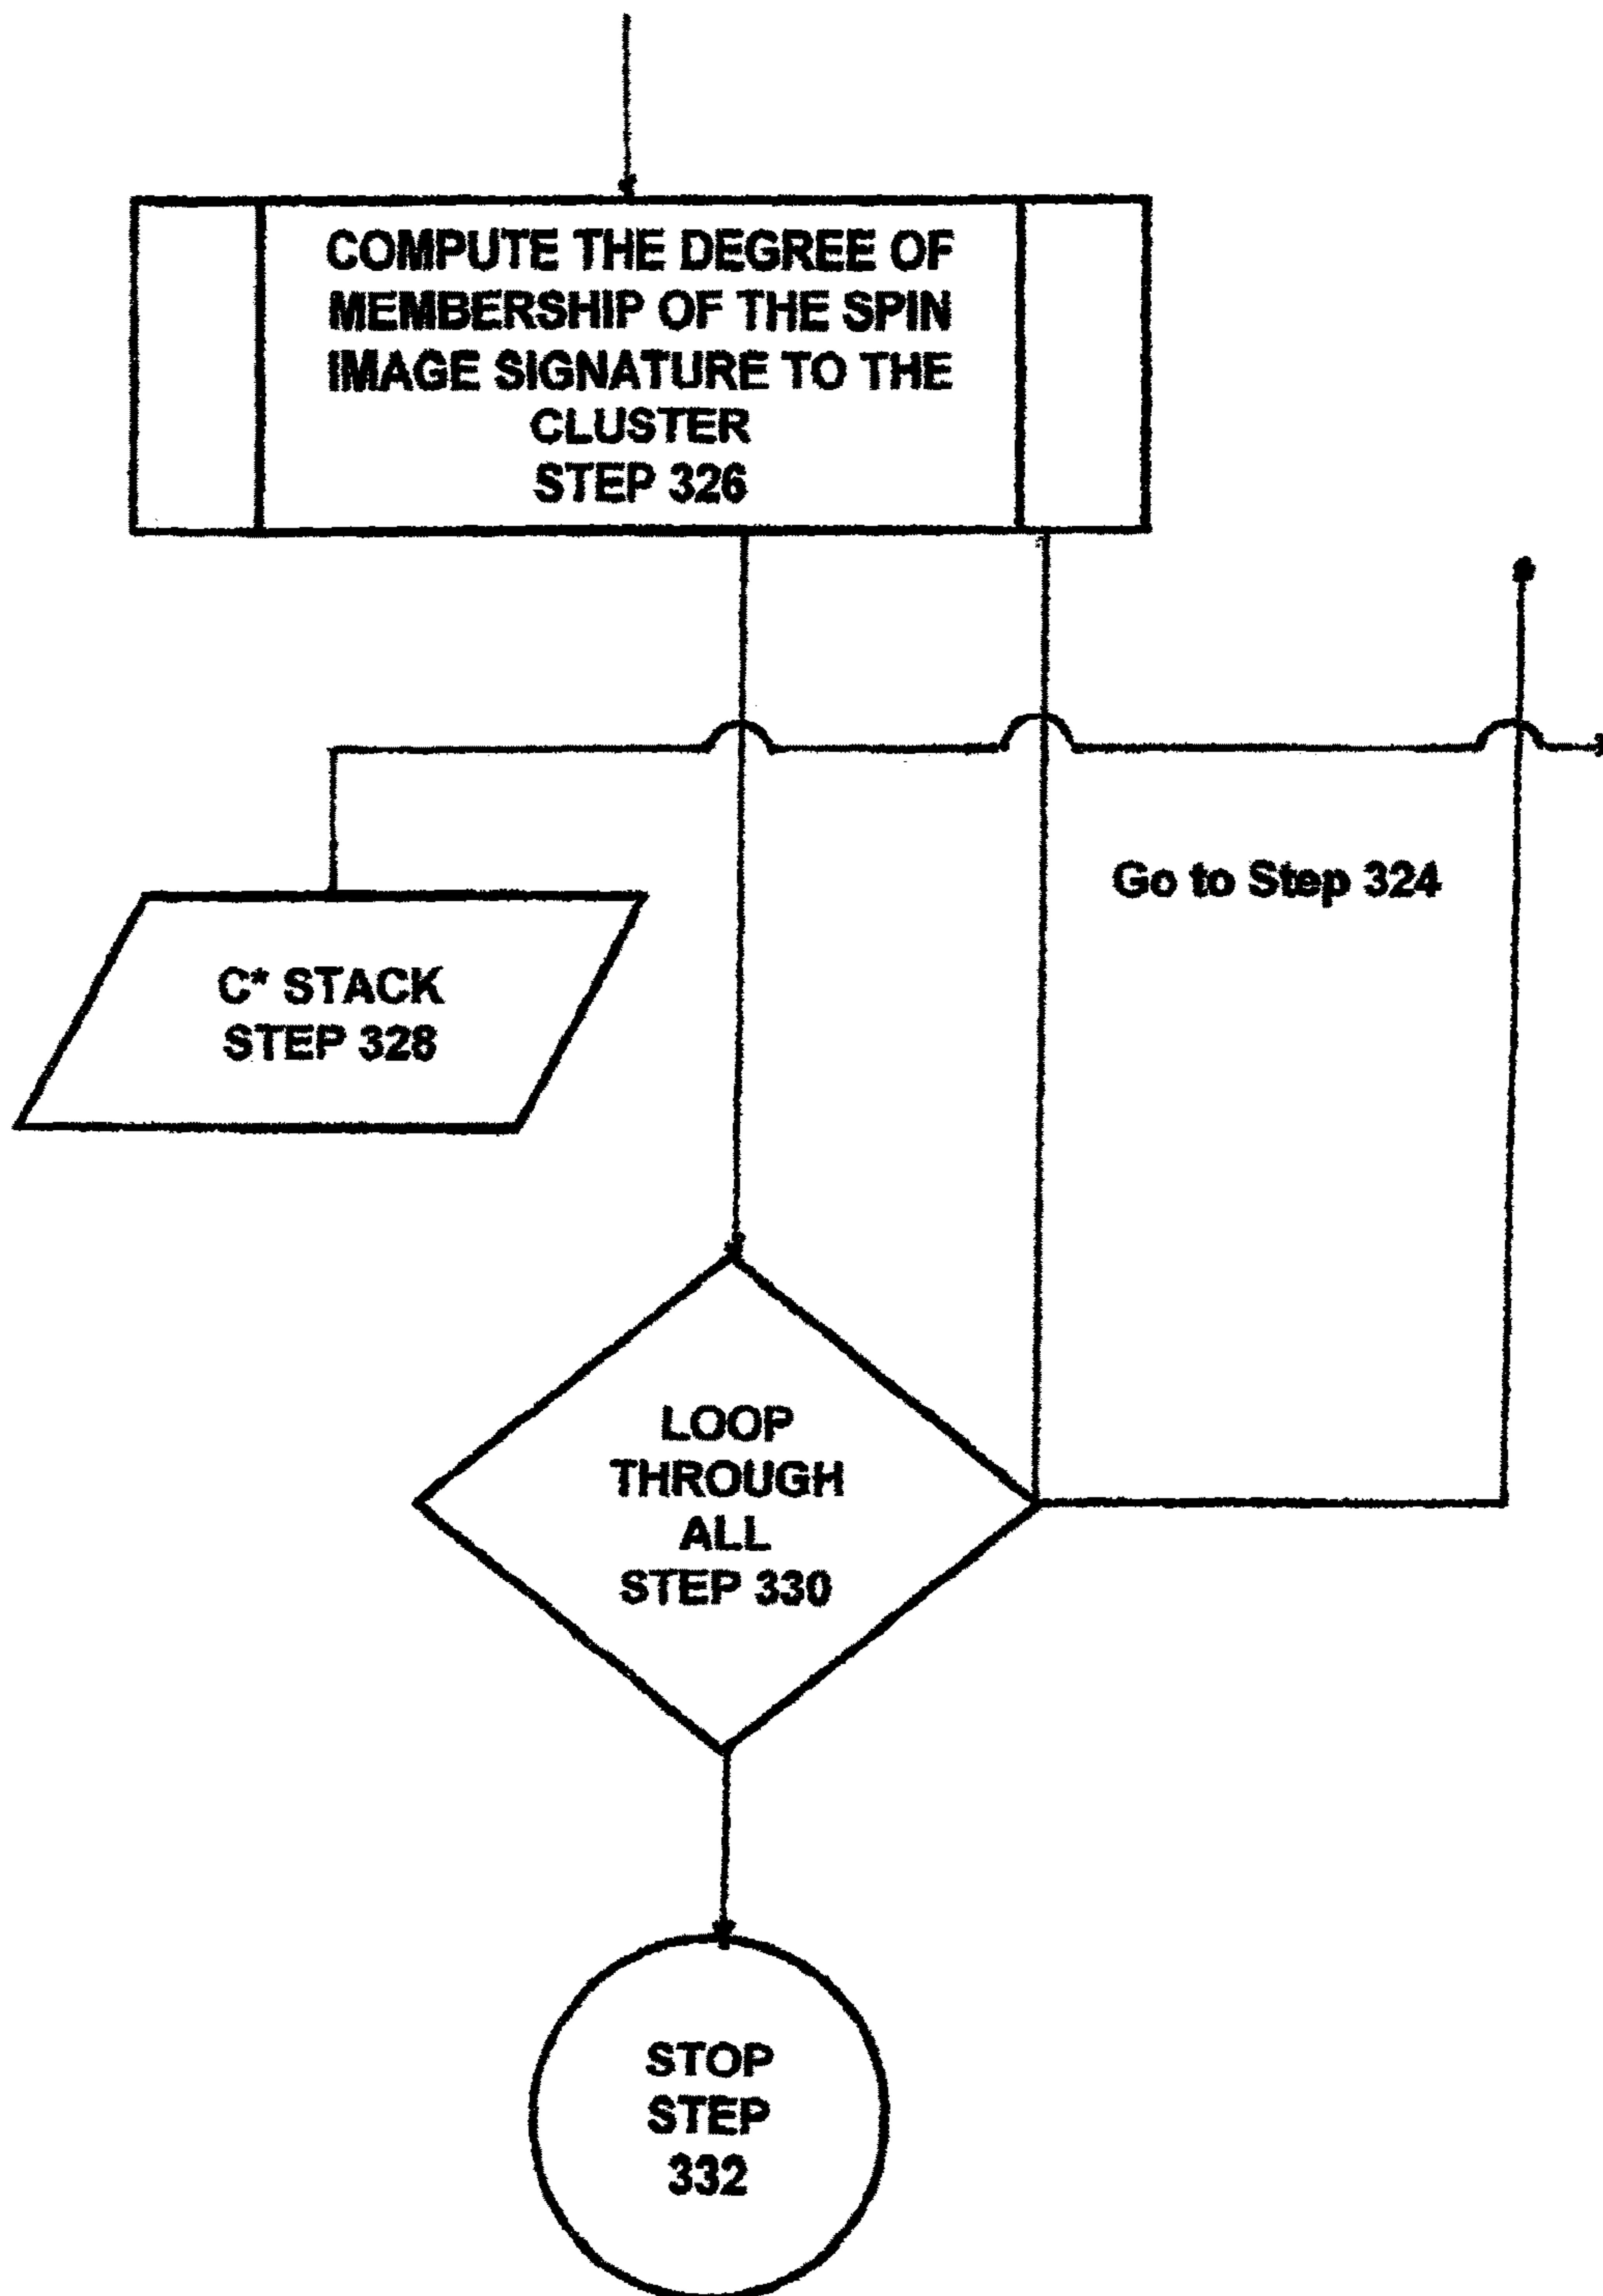 COMPUTE THE DEGREE OF
MEMBERSHIP OF THE SPIN
IMAGE SIGNATURE TO THE
CLUSTER
STEP 326
Go to Step 324
C* STACK
STEP 328
LOOP
THROUGH
ALL
STEP 330
STOP
STEP
332